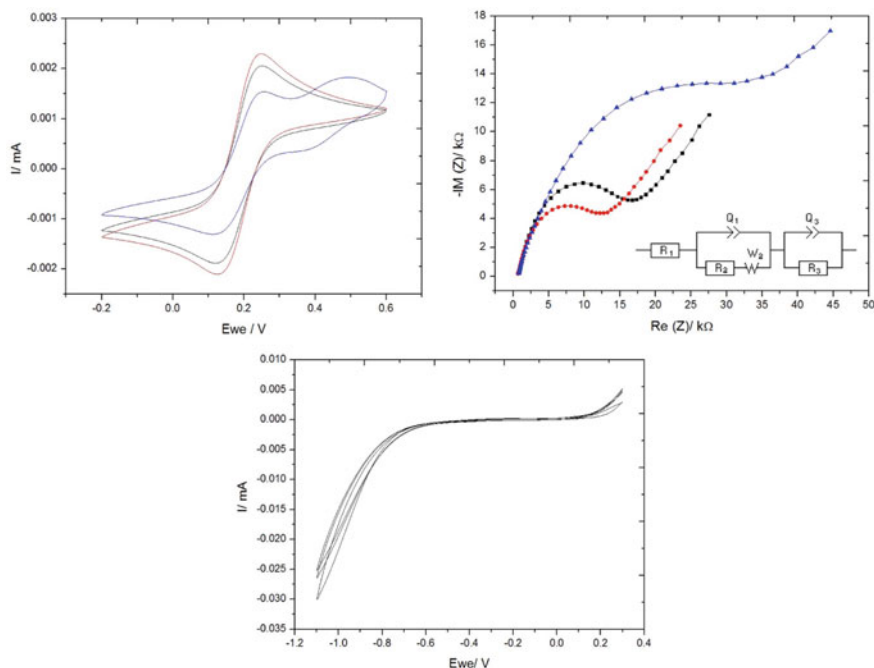 0.003
0.002
0.001
0.000
-0.001
-0.002
I/ mA
-0.2 0.0 0.2 0.4 0.6
Ewe / V
18
16
14
12
10
8
6
4
2
0
-IM (Z)/ kΩ
Q1 Q3
R1 W2
R2 R3
0 5 10 15 20 25 30 35 40 45 50
Re (Z)/ kΩ
0.010
0.005
0.000
-0.005
-0.010
-0.015
-0.020
-0.025
-0.030
-0.035
I/ mA
-1.2 -1.0 -0.8 -0.6 -0.4 -0.2 0.0 0.2 0.4
Ewe/ V